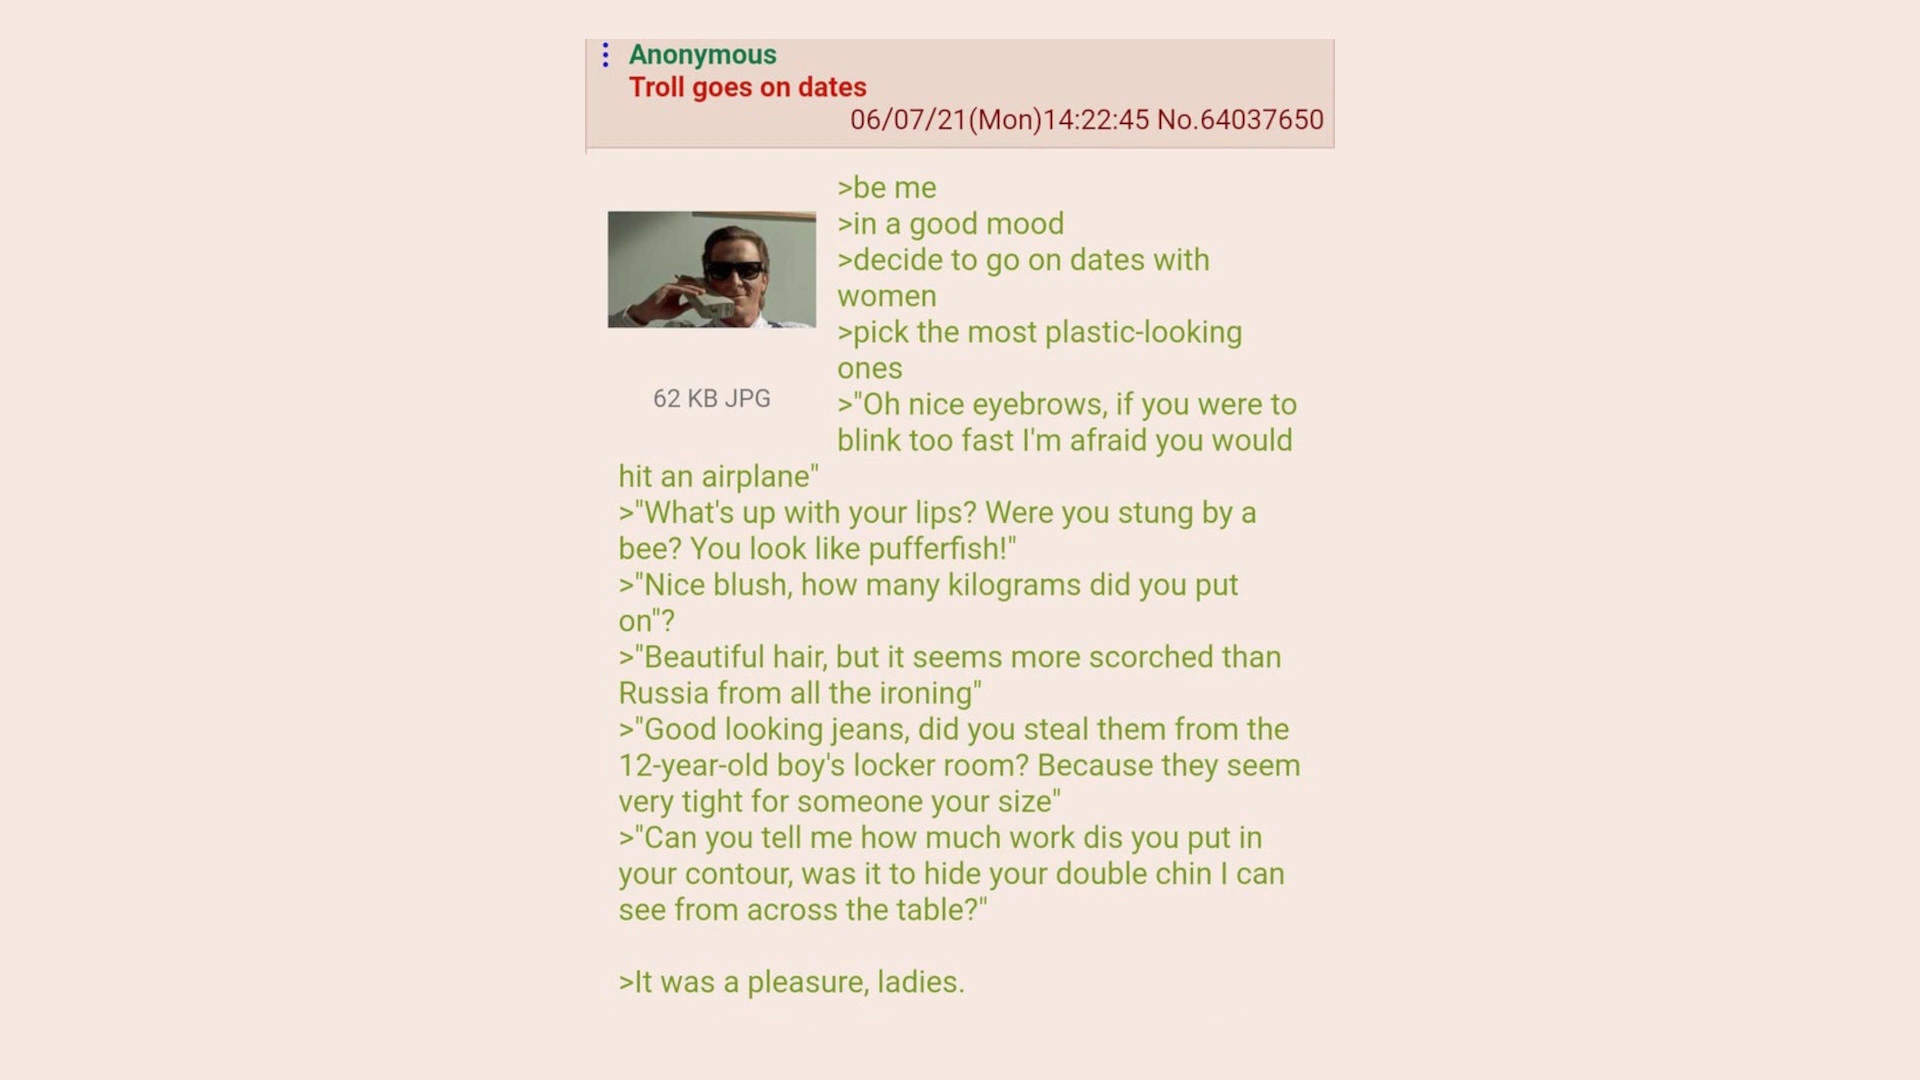 Anonymous
Troll goes on dates
06/07/21(Mon)14:22:45 No.64037650
>be me
>in a good mood
>decide to go on dates with
women
>pick the most plastic-looking
ones
62 KB JPG
>"Oh nice eyebrows, if you were to
blink too fast I'm afraid you would
hit an airplane"
>"What's up with your lips? Were you stung by a
bee? You look like pufferfish!"
>"Nice blush, how many kilograms did you put
on"?
>"Beautiful hair, but it seems more scorched than
Russia from all the ironing"
>"Good looking jeans, did you steal them from the
12-year-old boy's locker room? Because they seem
very tight for someone your size"
>"Can you tell me how much work dis you put in
your contour, was it to hide your double chin I can
see from across the table?"
>It was a pleasure, ladies.